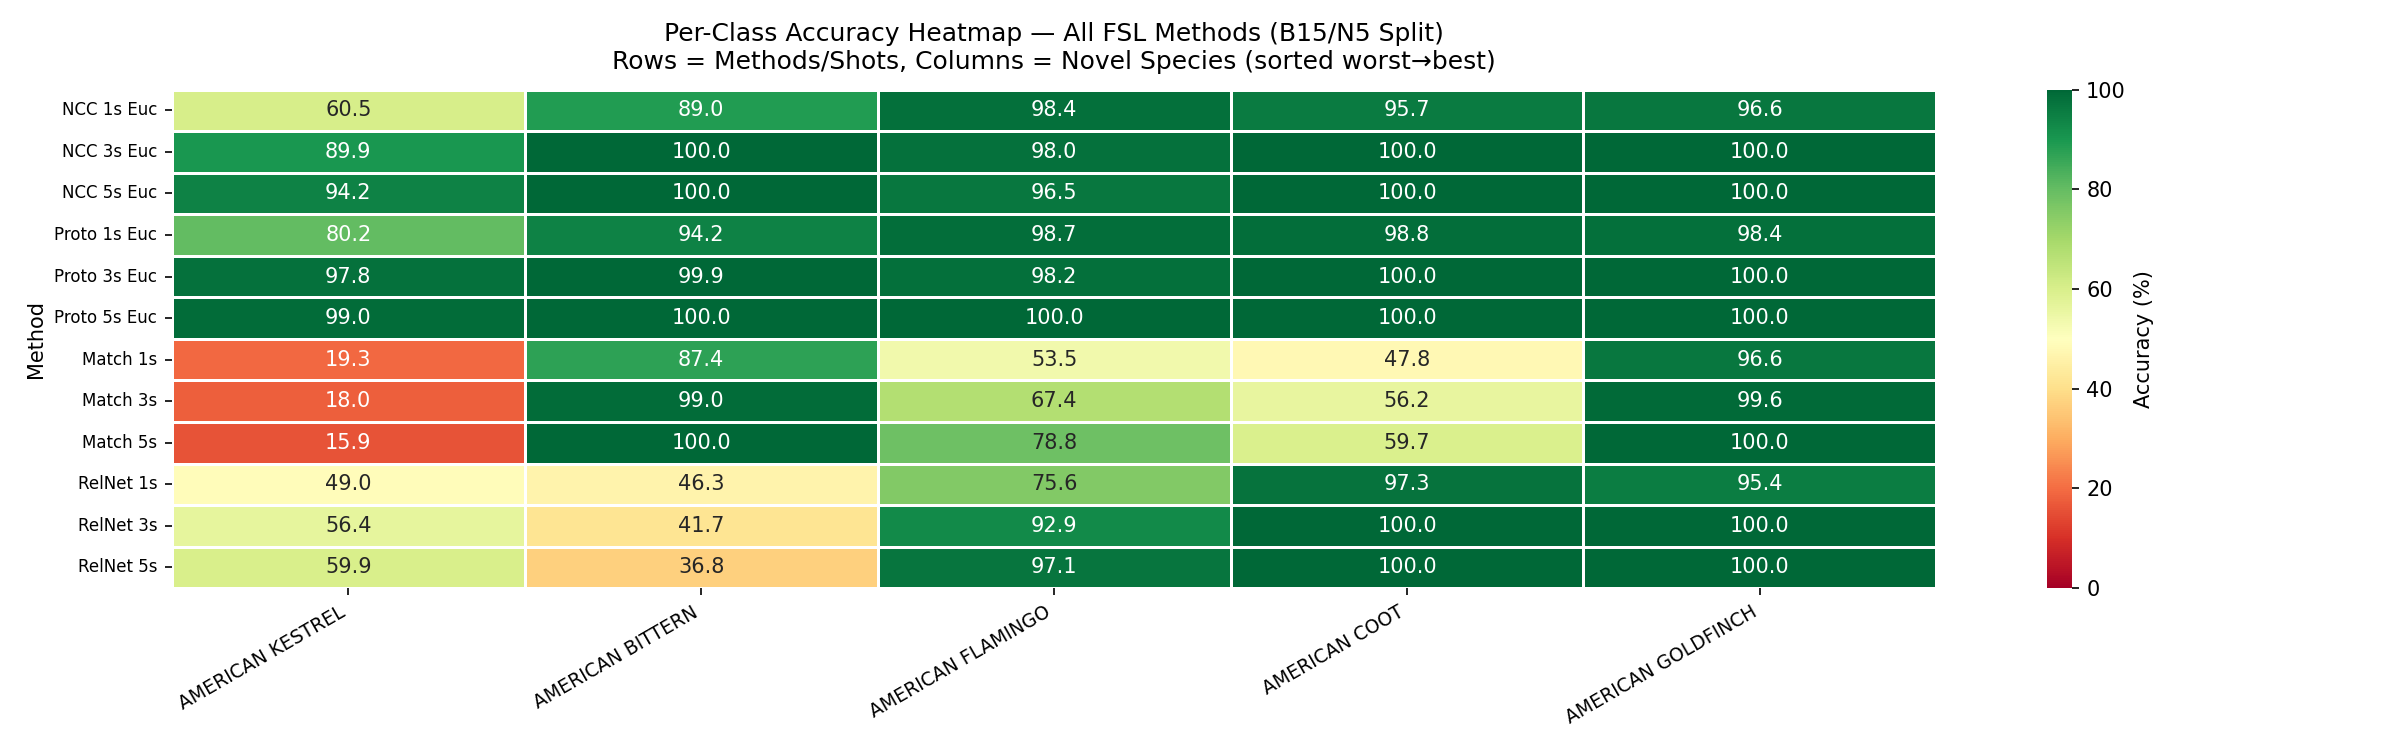 Per-Class Accuracy Heatmap — All FSL Methods (B15/N5 Split)
Rows = Methods/Shots, Columns = Novel Species (sorted worst→best)
Method
NCC 1s Euc 60.5 89.0 98.4 95.7 96.6
NCC 3s Euc 89.9 100.0 98.0 100.0 100.0
NCC 5s Euc 94.2 100.0 96.5 100.0 100.0
Proto 1s Euc 80.2 94.2 98.7 98.8 98.4
Proto 3s Euc 97.8 99.9 98.2 100.0 100.0
Proto 5s Euc 99.0 100.0 100.0 100.0 100.0
Match 1s 19.3 87.4 53.5 47.8 96.6
Match 3s 18.0 99.0 67.4 56.2 99.6
Match 5s 15.9 100.0 78.8 59.7 100.0
RelNet 1s 49.0 46.3 75.6 97.3 95.4
RelNet 3s 56.4 41.7 92.9 100.0 100.0
RelNet 5s 59.9 36.8 97.1 100.0 100.0
AMERICAN KESTREL
AMERICAN BITTERN
AMERICAN FLAMINGO
AMERICAN COOT
AMERICAN GOLDFINCH
100
80
60
40
20
0
Accuracy (%)